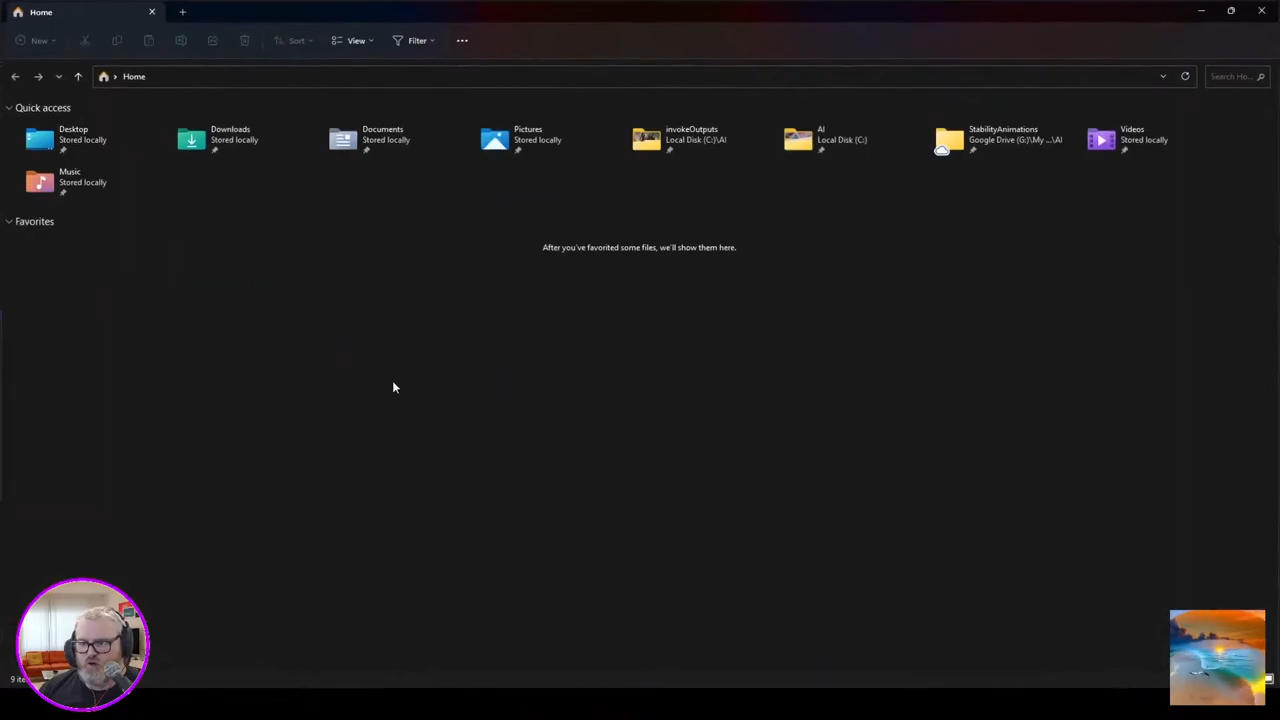 Home
New
Sort
View
Filter
Home
Search Ho...
Quick access
Desktop
Stored locally
Downloads
Stored locally
Documents
Stored locally
Pictures
Stored locally
invokeOutputs
Local Disk (C:)\AI
AI
Local Disk (C:)
StabilityAnimations
Google Drive (G:)\My ...\AI
Videos
Stored locally
Music
Stored locally
Favorites
After you've favorited some files, we'll show them here.